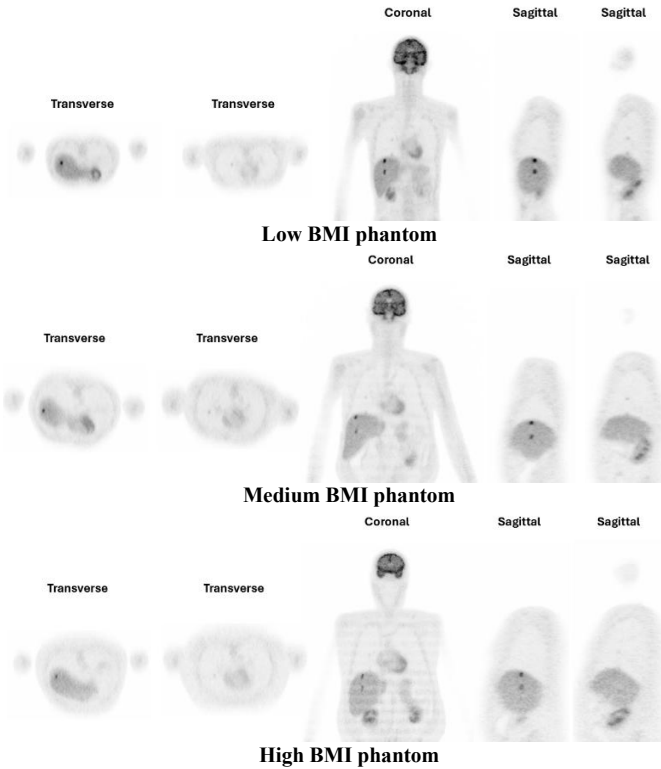 Coronal Sagittal Sagittal
Transverse Transverse
Low BMI phantom
Coronal Sagittal Sagittal
Transverse Transverse
Medium BMI phantom
Coronal Sagittal Sagittal
Transverse Transverse
High BMI phantom